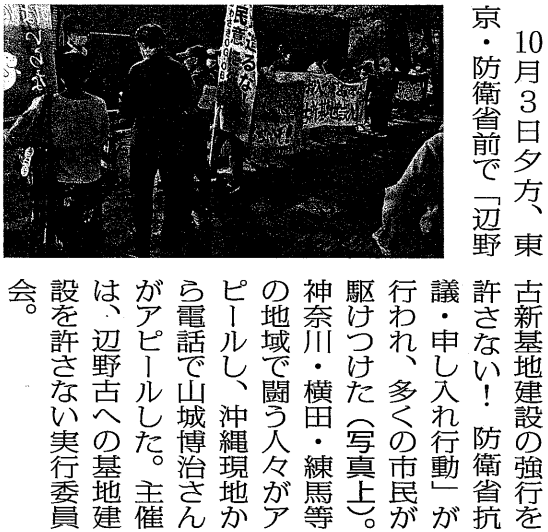 10月3日夕方、東
京・防衛省前で「辺野
古新基地建設の強行を
許さない！ 防衛省抗
議・申し入れ行動」が
行われ、多くの市民が
駆けつけた（写真上）。
神奈川・横田・練馬等
の地域で闘う人々がア
ピールし、沖縄現地か
ら電話で山城博治さん
がアピールした。主催
は、辺野古への基地建
設を許さない実行委員
会。